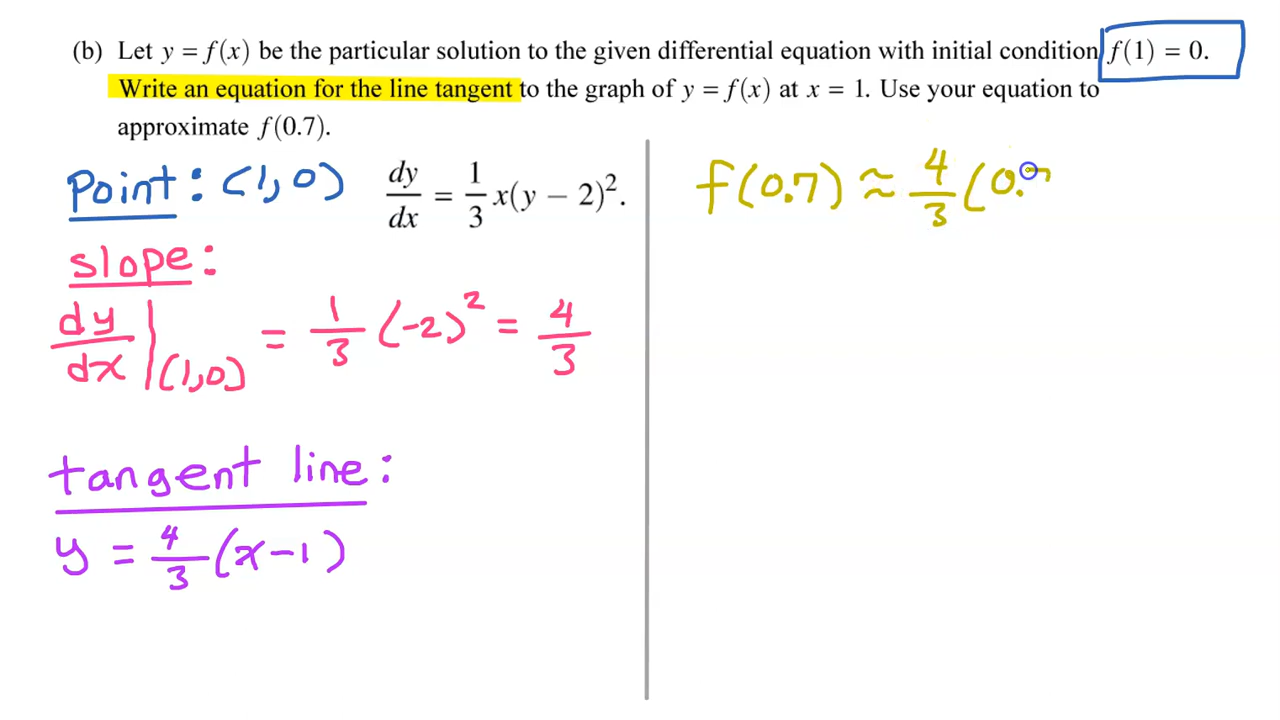 (b) Let y = f(x) be the particular solution to the given differential equation with initial condition f(1) = 0.
Write an equation for the line tangent to the graph of y = f(x) at x = 1. Use your equation to
approximate f(0.7).
point: (1, 0)
dy/dx = 1/3 x(y − 2)².
slope:
dy/dx |(1,0) = 1/3 (-2)² = 4/3
tangent line:
y = 4/3 (x-1)
f(0.7) ≈ 4/3 (0.7